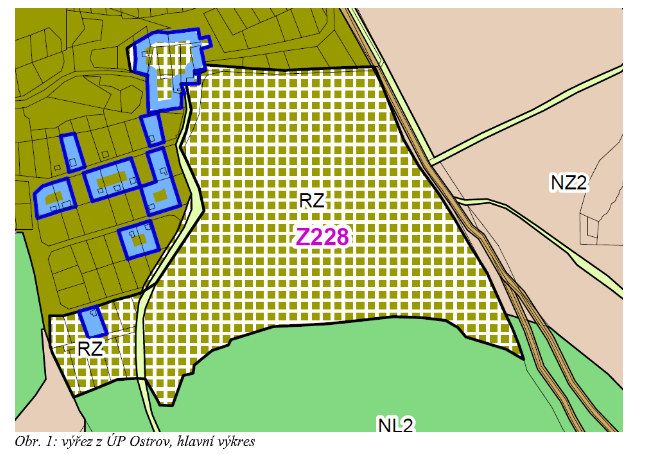 NZ2
RZ
Z228
RZ
NL2
Obr. 1: výřez z ÚP Ostrov, hlavní výkres